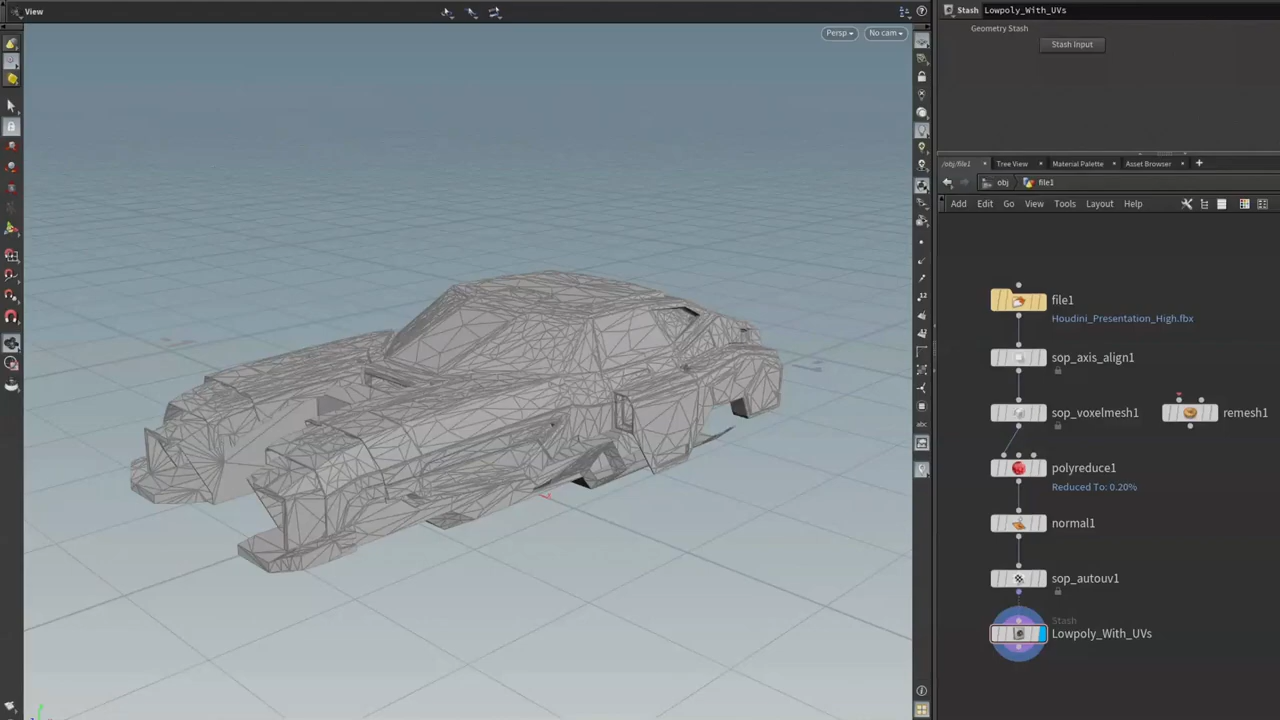 View
Stash Lowpoly_With_UVs
Geometry Stash
Stash Input
Persp
No cam
/obj/file1
Tree View
Material Palette
Asset Browser
obj
file1
Add Edit Go View Tools Layout Help
file1
Houdini_Presentation_High.fbx
sop_axis_align1
sop_voxelmesh1
remesh1
polyreduce1
Reduced To: 0.20%
normal1
sop_autouv1
Stash
Lowpoly_With_UVs
12
abc